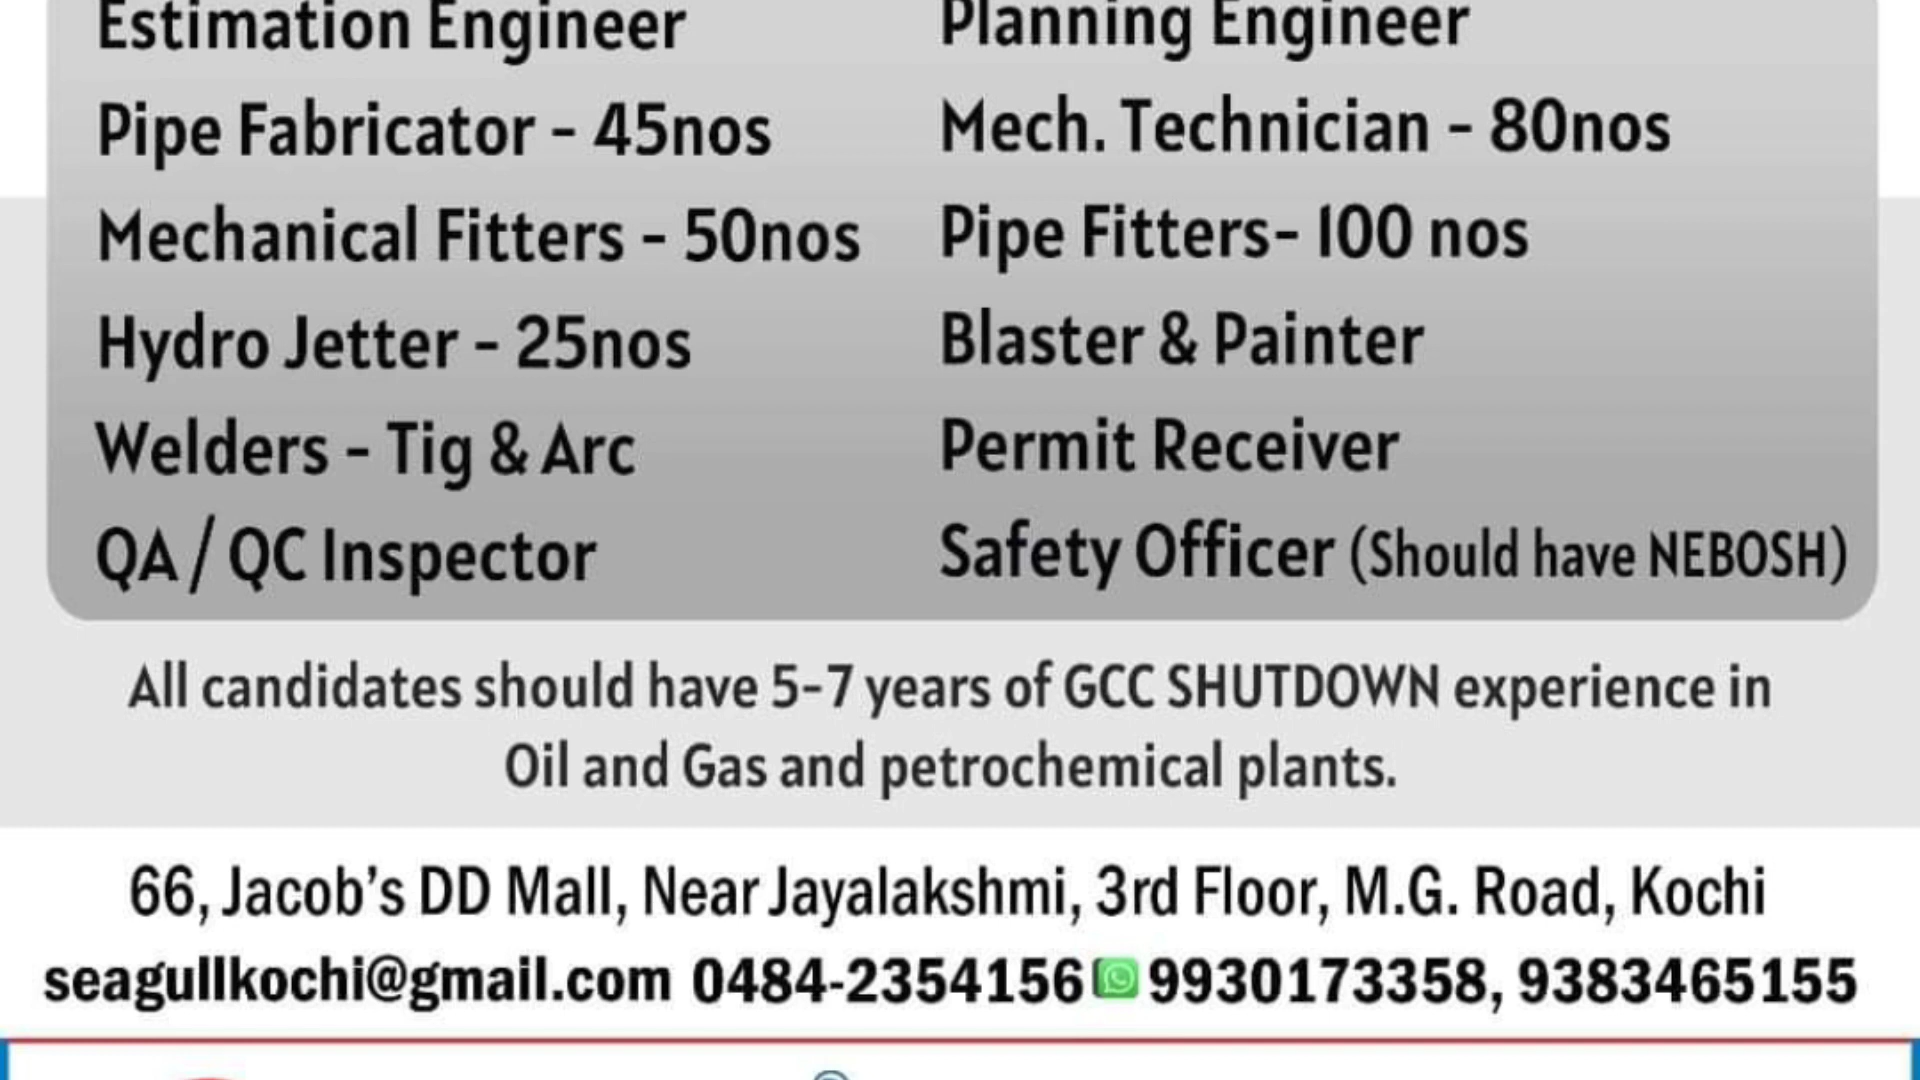 Estimation Engineer Planning Engineer
Pipe Fabricator - 45nos Mech. Technician - 80nos
Mechanical Fitters - 50nos Pipe Fitters- 100 nos
Hydro Jetter - 25nos Blaster & Painter
Welders - Tig & Arc Permit Receiver
QA / QC Inspector Safety Officer (Should have NEBOSH)
All candidates should have 5-7 years of GCC SHUTDOWN experience in
Oil and Gas and petrochemical plants.
66, Jacob's DD Mall, Near Jayalakshmi, 3rd Floor, M.G. Road, Kochi
seagullkochi@gmail.com 0484-2354156 9930173358, 9383465155